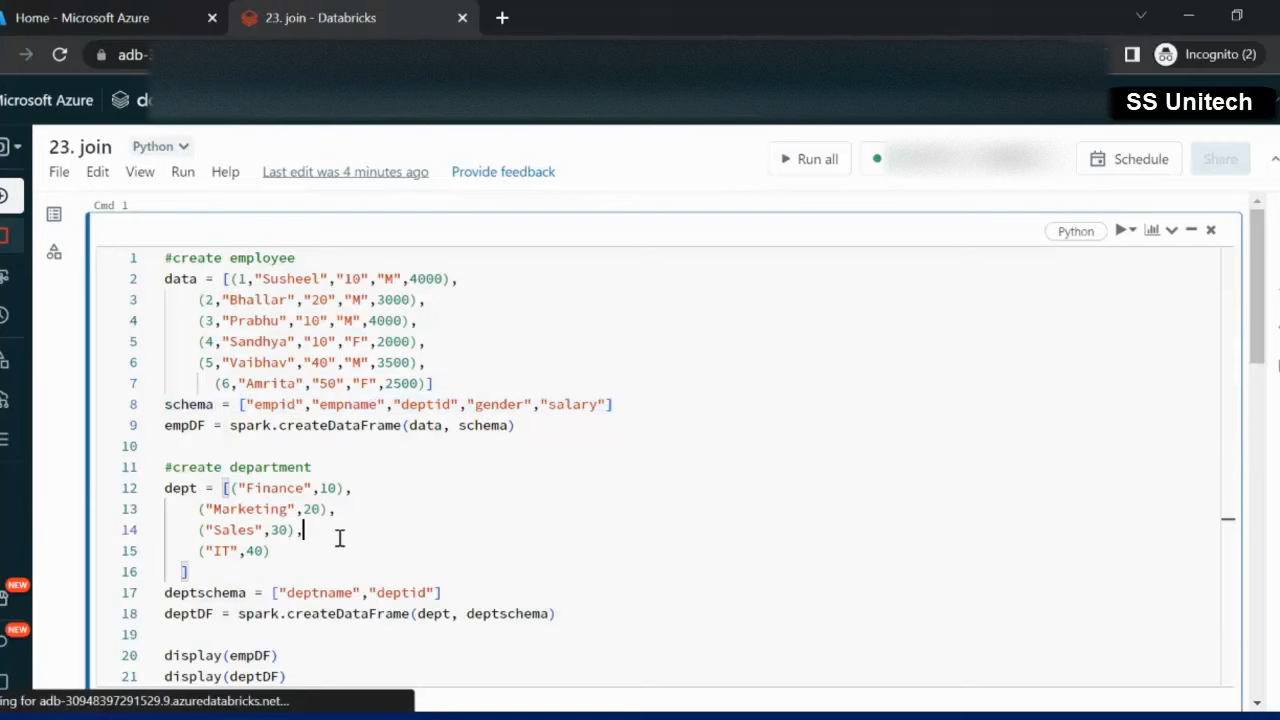 Home - Microsoft Azure
23. join - Databricks
adb-
Incognito (2)
Microsoft Azure
SS Unitech
23. join
Python
Run all
Schedule
Share
File Edit View Run Help Last edit was 4 minutes ago Provide feedback
Cmd 1
Python
1 #create employee
2 data = [(1,"Susheel","10","M",4000),
3 (2,"Bhallar","20","M",3000),
4 (3,"Prabhu","10","M",4000),
5 (4,"Sandhya","10","F",2000),
6 (5,"Vaibhav","40","M",3500),
7 (6,"Amrita","50","F",2500)]
8 schema = ["empid","empname","deptid","gender","salary"]
9 empDF = spark.createDataFrame(data, schema)
10
11 #create department
12 dept = [("Finance",10),
13 ("Marketing",20),
14 ("Sales",30),
15 ("IT",40)
16 ]
17 deptschema = ["deptname","deptid"]
18 deptDF = spark.createDataFrame(dept, deptschema)
19
20 display(empDF)
21 display(deptDF)
NEW
NEW
ing for adb-30948397291529.9.azuredatabricks.net...